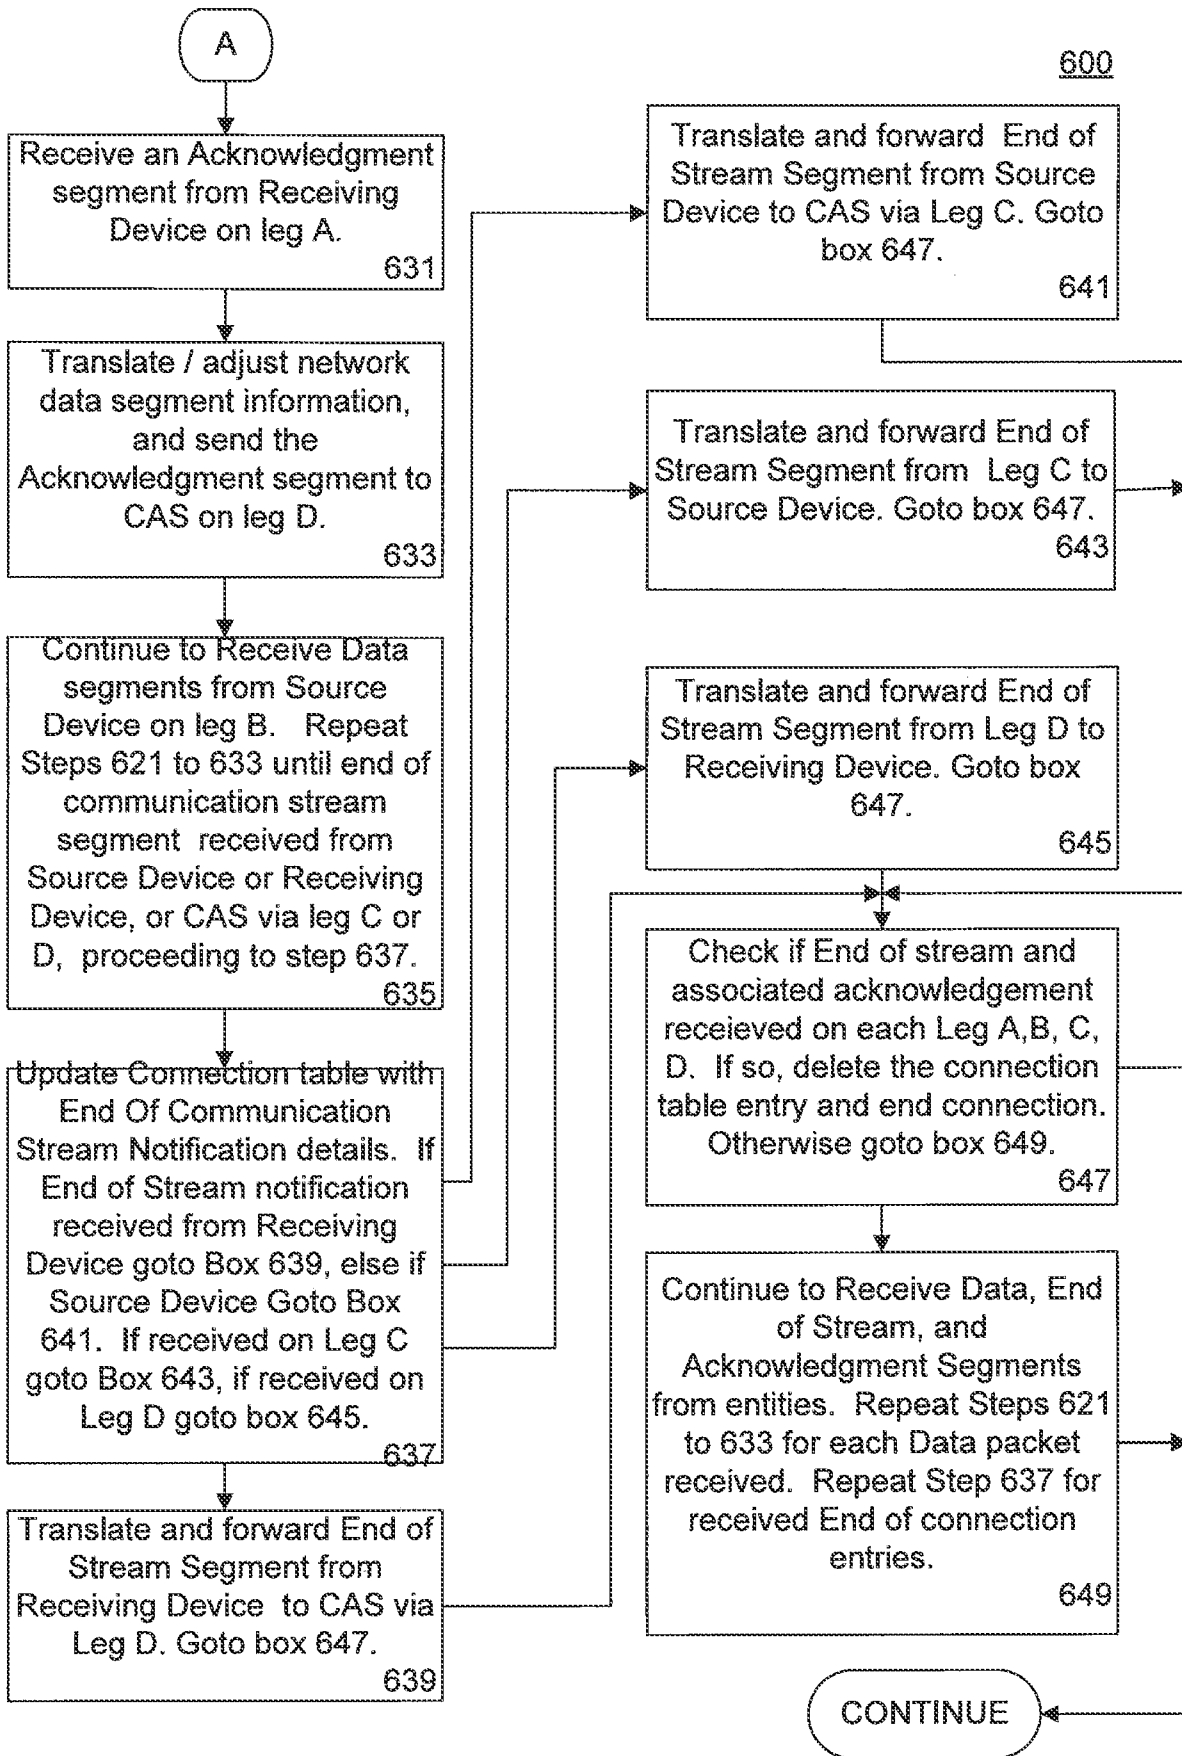 A
600
Receive an Acknowledgment
segment from Receiving
Device on leg A.
631
Translate / adjust network
data segment information,
and send the
Acknowledgment segment to
CAS on leg D.
633
Continue to Receive Data
segments from Source
Device on leg B. Repeat
Steps 621 to 633 until end of
communication stream
segment received from
Source Device or Receiving
Device, or CAS via leg C or
D, proceeding to step 637.
635
Update Connection table with
End Of Communication
Stream Notification details. If
End of Stream notification
received from Receiving
Device goto Box 639, else if
Source Device Goto Box
641. If received on Leg C
goto Box 643, if received on
Leg D goto box 645.
637
Translate and forward End of
Stream Segment from
Receiving Device to CAS via
Leg D. Goto box 647.
639
Translate and forward End of
Stream Segment from Source
Device to CAS via Leg C. Goto
box 647.
641
Translate and forward End of
Stream Segment from Leg C to
Source Device. Goto box 647.
643
Translate and forward End of
Stream Segment from Leg D to
Receiving Device. Goto box
647.
645
Check if End of stream and
associated acknowledgement
receieved on each Leg A,B, C,
D. If so, delete the connection
table entry and end connection.
Otherwise goto box 649.
647
Continue to Receive Data, End
of Stream, and
Acknowledgment Segments
from entities. Repeat Steps 621
to 633 for each Data packet
received. Repeat Step 637 for
received End of connection
entries.
649
CONTINUE